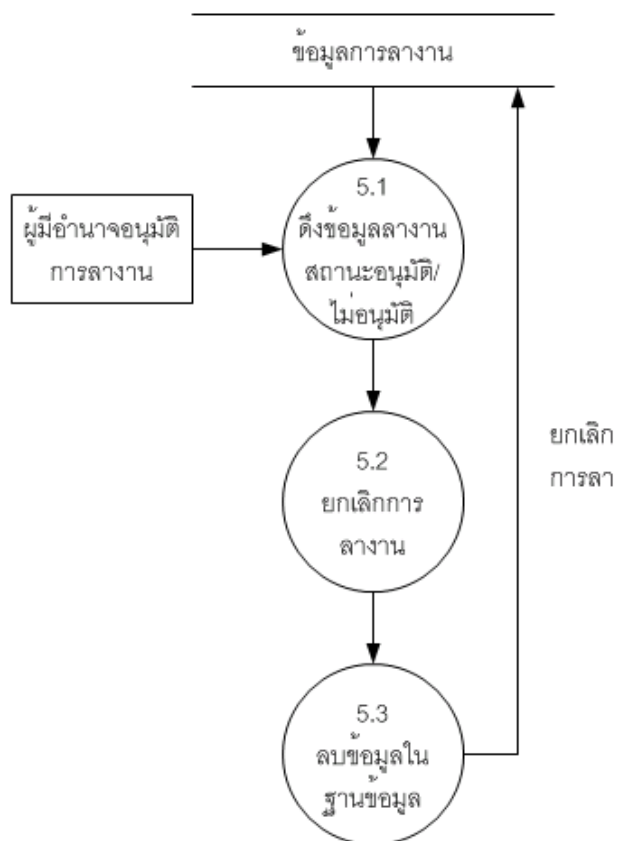 ข้อมูลการลางาน
5.1
ดึงข้อมูลลางาน
สถานะอนุมัติ/
ไม่อนุมัติ
ผู้มีอำนาจอนุมัติ
การลางาน
5.2
ยกเลิกการ
ลางาน
ยกเลิก
การลา
5.3
ลบข้อมูลใน
ฐานข้อมูล